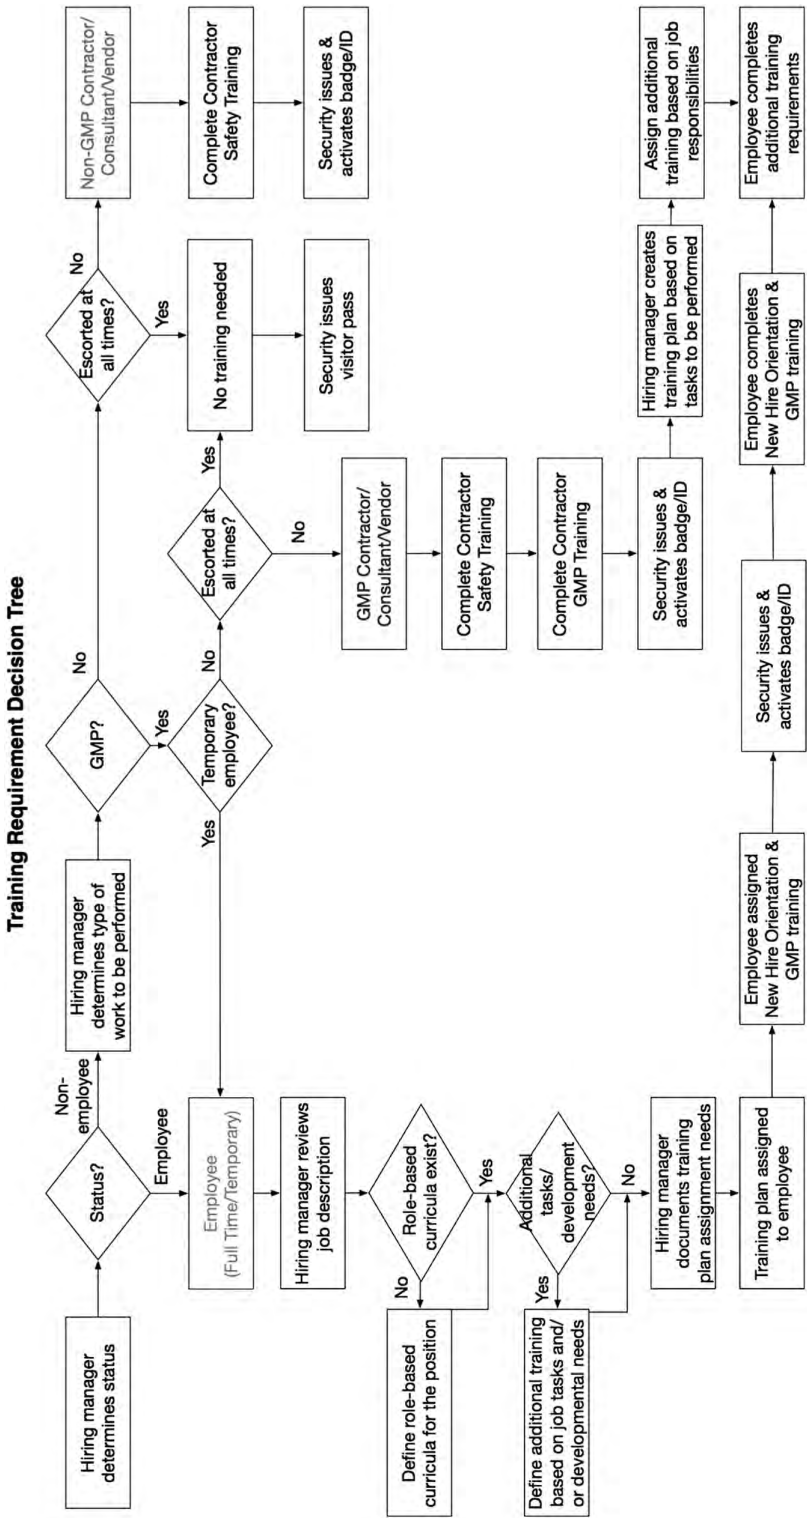 Training Requirement Decision Tree
Hiring manager
determines status
Status?
Non-
employee
Employee
Hiring manager
determines type of
work to be performed
GMP?
No
Yes
Escorted at
all times?
No
Yes
Non-GMP Contractor/
Consultant/Vendor
Complete Contractor
Safety Training
Security issues &
activates badge/ID
No training needed
Security issues
visitor pass
Temporary
employee?
Yes
No
Escorted at
all times?
Yes
No
GMP Contractor/
Consultant/Vendor
Complete Contractor
Safety Training
Complete Contractor
GMP Training
Security issues &
activates badge/ID
Hiring manager creates
training plan based on
tasks to be performed
Assign additional
training based on job
responsibilities
Employee
(Full Time/Temporary)
Hiring manager reviews
job description
Role-based
curricula exist?
No
Yes
Define role-based
curricula for the position
Additional
tasks/
development
needs?
Yes
No
Define additional training
based on job tasks and/
or developmental needs
Hiring manager
documents training
plan assignment needs
Training plan assigned
to employee
Employee assigned
New Hire Orientation &
GMP training
Security issues &
activates badge/ID
Employee completes
New Hire Orientation &
GMP training
Employee completes
additional training
requirements